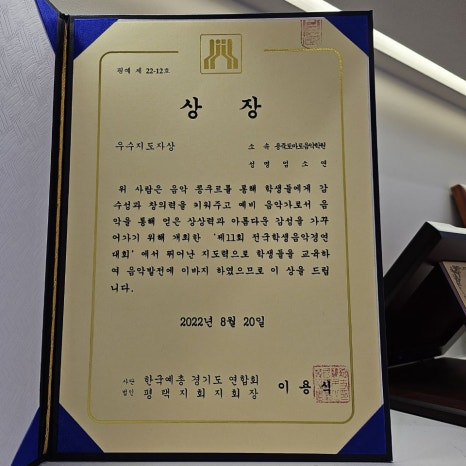 평예 제 22-12호
상 장
우수지도자상
소 속 용죽모짜르음악학원
성 명 엄 소 연
위 사람은 음악 콩쿠르를 통해 학생들에게 감
수성과 창의력을 키워주고 예비 음악가로서 음
악을 통해 얻은 상상력과 아름다운 감성을 가꾸
어가기 위해 개최한 '제11회 전국학생음악경연
대회' 에서 뛰어난 지도력으로 학생들을 교육하
여 음악발전에 이바지 하였으므로 이 상을 드립
니다.
2022년 8월 20일
사단
법인
한국예총 경기도 연합회
평택지회지회장
이 용 식